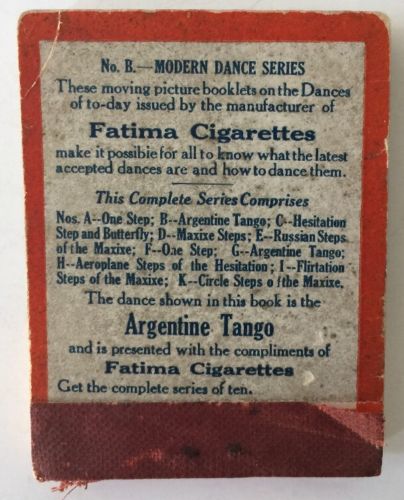 No. B.—MODERN DANCE SERIES
These moving picture booklets on the Dances
of to-day issued by the manufacturer of
Fatima Cigarettes
make it possible for all to know what the latest
accepted dances are and how to dance them.
This Complete Series Comprises
Nos. A--One Step; B--Argentine Tango; C--Hesitation
Step and Butterfly; D--Maxixe Steps; E--Russian Steps
of the Maxixe; F--One Step; G--Argentine Tango;
H--Aeroplane Steps of the Hesitation; I--Flirtation
Steps of the Maxixe; K--Circle Steps of the Maxixe.
The dance shown in this book is the
Argentine Tango
and is presented with the compliments of
Fatima Cigarettes
Get the complete series of ten.